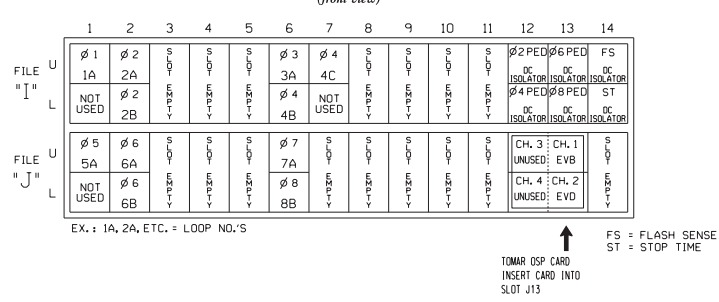 (front view)
1 2 3 4 5 6 7 8 9 10 11 12 13 14
FILE "I"
U
Ø 1 1A
Ø 2 2A
SLOT EMPTY
SLOT EMPTY
SLOT EMPTY
Ø 3 3A
Ø 4 4C
SLOT EMPTY
SLOT EMPTY
SLOT EMPTY
SLOT EMPTY
Ø2 PED DC ISOLATOR
Ø6 PED DC ISOLATOR
FS DC ISOLATOR
L
NOT USED
Ø 2 2B
Ø 4 4B
NOT USED
Ø4 PED DC ISOLATOR
Ø8 PED DC ISOLATOR
ST DC ISOLATOR
FILE "J"
U
Ø 5 5A
Ø 6 6A
SLOT EMPTY
SLOT EMPTY
SLOT EMPTY
Ø 7 7A
SLOT EMPTY
SLOT EMPTY
SLOT EMPTY
SLOT EMPTY
SLOT EMPTY
CH. 3 UNUSED
CH. 1 EVB
SLOT EMPTY
L
NOT USED
Ø 6 6B
Ø 8 8B
CH. 4 UNUSED
CH. 2 EVD
EX.: 1A, 2A, ETC. = LOOP NO.'S
FS = FLASH SENSE
ST = STOP TIME
TOMAR OSP CARD
INSERT CARD INTO
SLOT J13